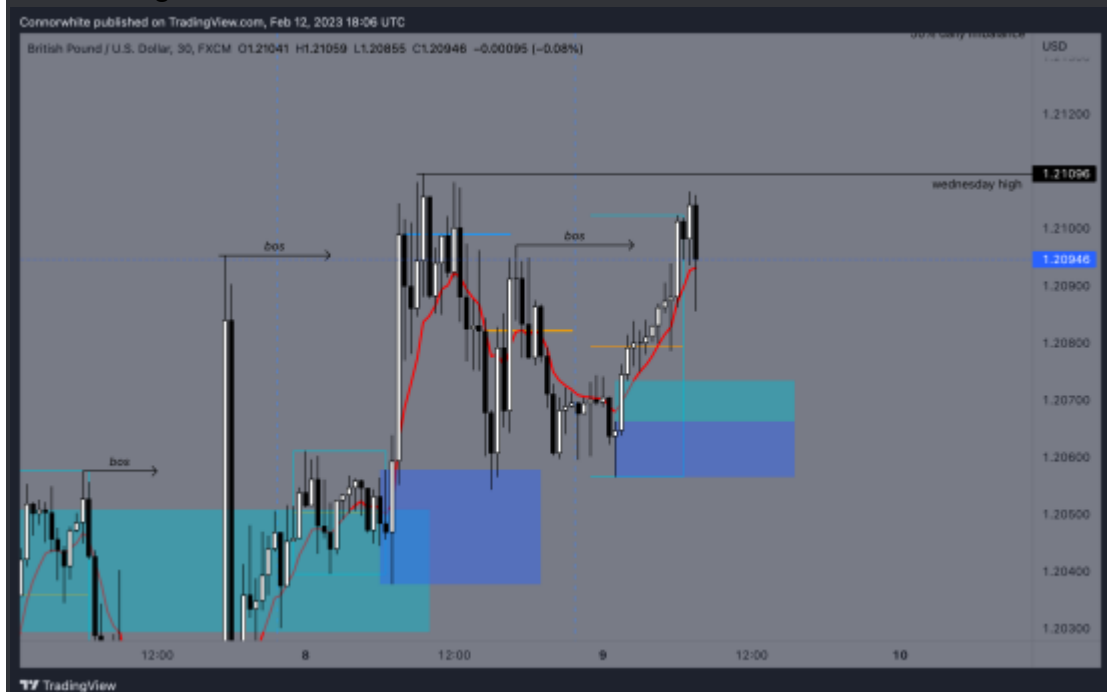 Connorwhite published on TradingView.com, Feb 12, 2023 18:06 UTC
British Pound / U.S. Dollar, 30, FXCM O1.21041 H1.21059 L1.20855 C1.20946 −0.00095 (−0.08%)
daily imbalance
USD
1.21200
1.21096
wednesday high
1.21000
bos
bos
1.20946
1.20900
1.20800
1.20700
1.20600
bos
1.20500
1.20400
1.20300
12:00
8
12:00
9
12:00
10
TradingView